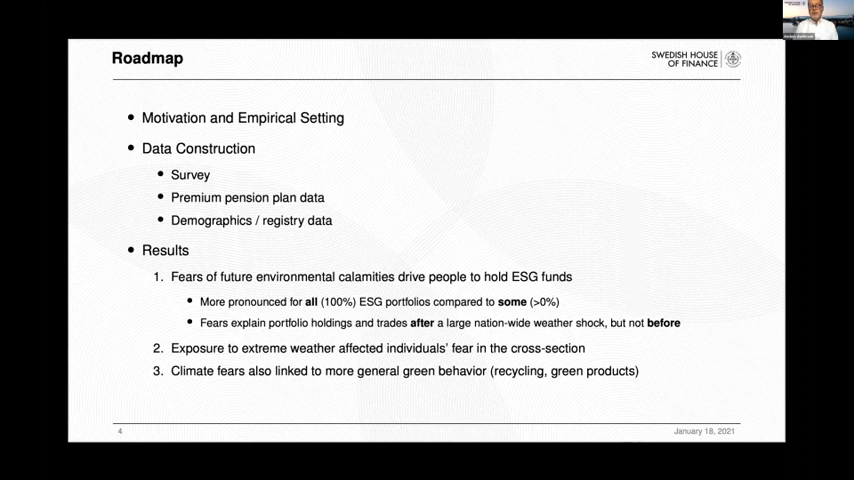 Roadmap
SWEDISH HOUSE
OF FINANCE
• Motivation and Empirical Setting
• Data Construction
• Survey
• Premium pension plan data
• Demographics / registry data
• Results
1. Fears of future environmental calamities drive people to hold ESG funds
• More pronounced for all (100%) ESG portfolios compared to some (>0%)
• Fears explain portfolio holdings and trades after a large nation-wide weather shock, but not before
2. Exposure to extreme weather affected individuals' fear in the cross-section
3. Climate fears also linked to more general green behavior (recycling, green products)
4
January 18, 2021